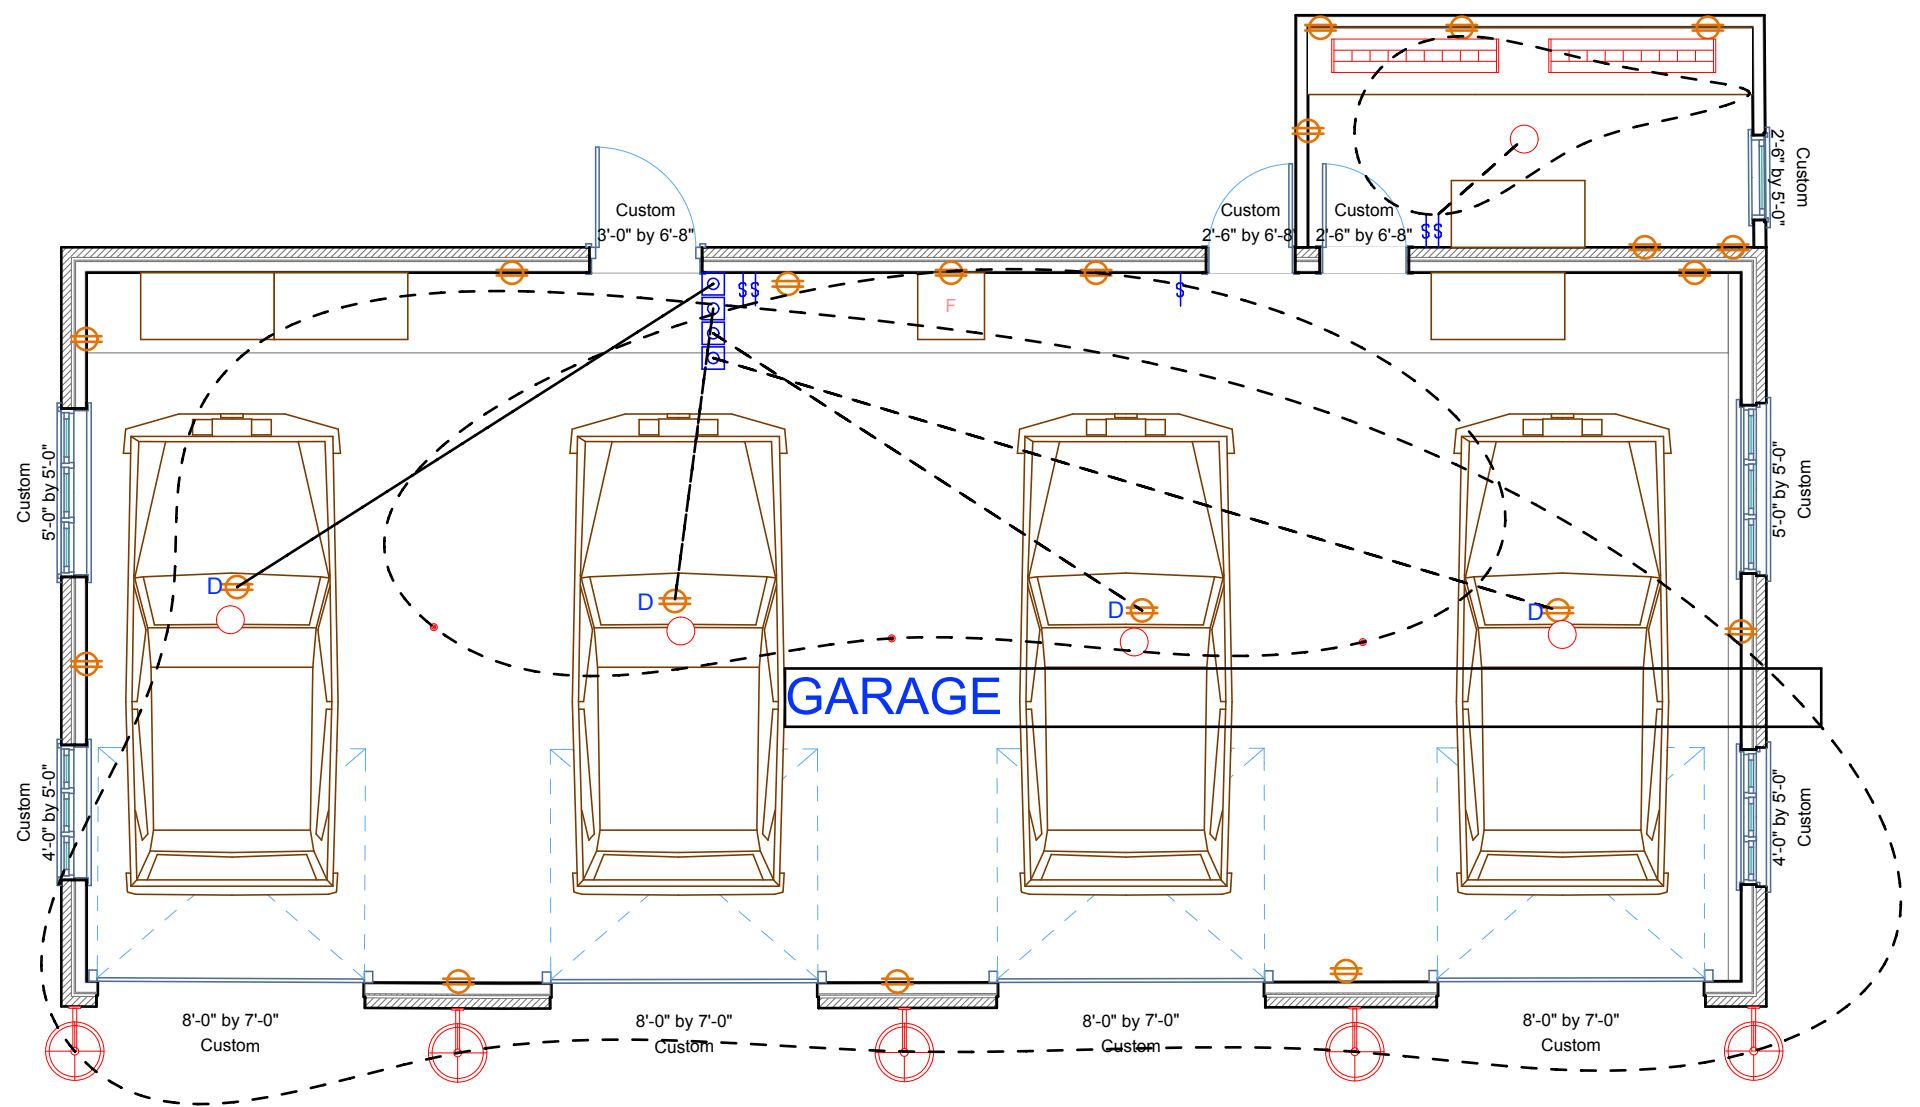 Custom
2'-6" by 5'-0"
Custom
3'-0" by 6'-8"
Custom
2'-6" by 6'-8"
Custom
2'-6" by 6'-8"
$$
$$
$
F
Custom
5'-0" by 5'-0"
5'-0" by 5'-0"
Custom
D
D
D
D
GARAGE
Custom
4'-0" by 5'-0"
4'-0" by 5'-0"
Custom
8'-0" by 7'-0"
Custom
8'-0" by 7'-0"
Custom
8'-0" by 7'-0"
Custom
8'-0" by 7'-0"
Custom